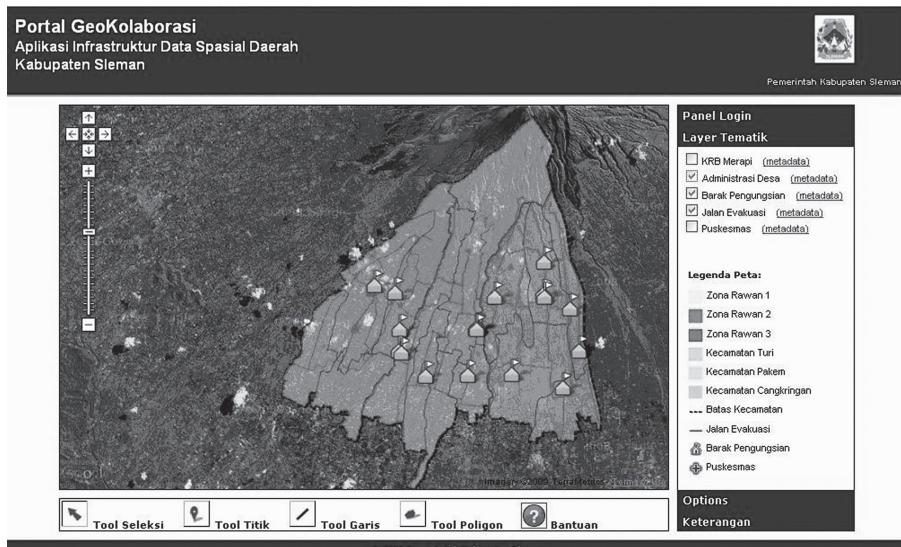 Portal GeoKolaborasi
Aplikasi Infrastruktur Data Spasial Daerah
Kabupaten Sleman
Pemerintah Kabupaten Sleman
Panel Login
Layer Tematik
KRB Merapi (metadata)
Administrasi Desa (metadata)
Barak Pengungsian (metadata)
Jalan Evakuasi (metadata)
Puskesmas (metadata)
Legenda Peta:
Zona Rawan 1
Zona Rawan 2
Zona Rawan 3
Kecamatan Turi
Kecamatan Pakem
Kecamatan Cangkringan
Batas Kecamatan
Jalan Evakuasi
Barak Pengungsian
Puskesmas
Options
Keterangan
©2009 TerraMetrics
Tool Seleksi
Tool Titik
Tool Garis
Tool Poligon
? Bantuan